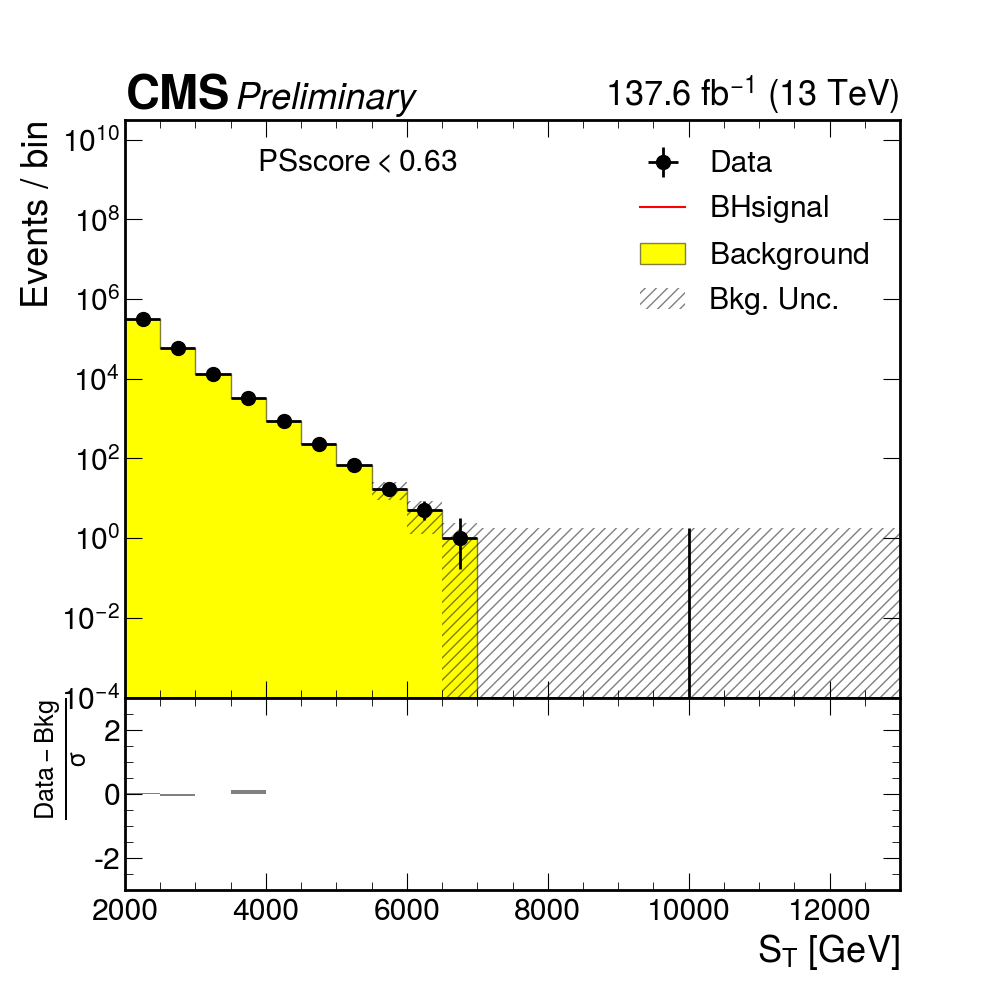 CMS Preliminary
137.6 fb⁻¹ (13 TeV)
Events / bin
10¹⁰
10⁸
10⁶
10⁴
10²
10⁰
10⁻²
10⁻⁴
PSscore < 0.63
Data
BHsignal
Background
Bkg. Unc.
Data – Bkg
σ
2
0
-2
2000 4000 6000 8000 10000 12000
S_T [GeV]